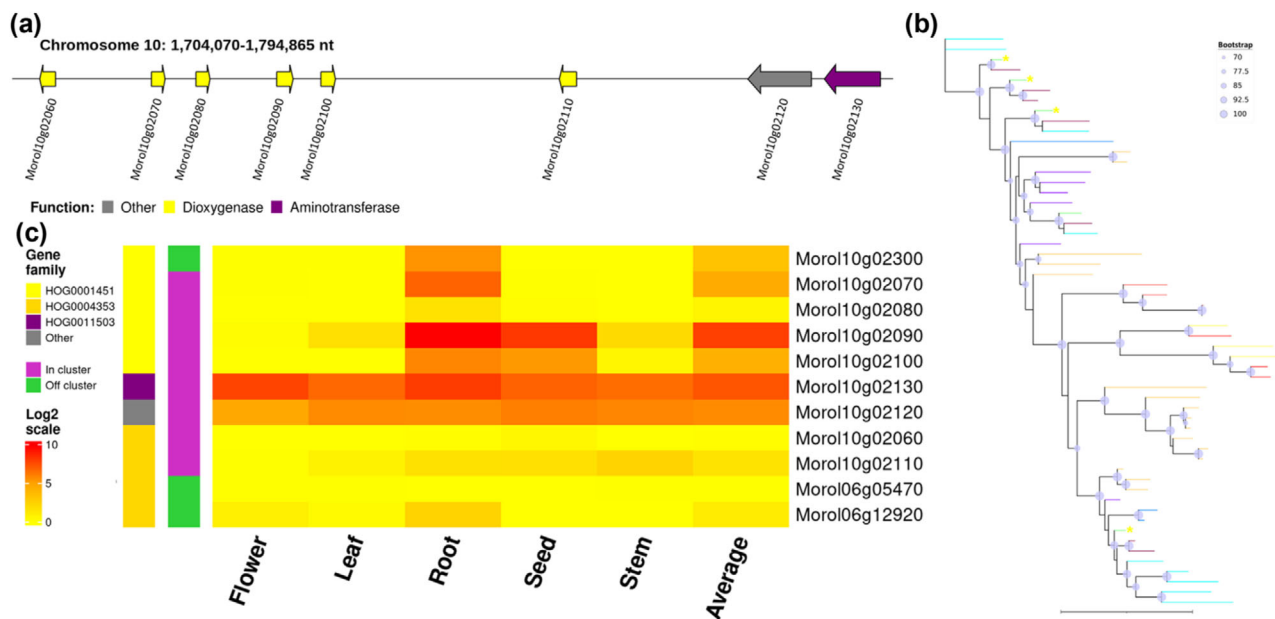 (a)
Chromosome 10: 1,704,070-1,794,865 nt
Morol10g02060
Morol10g02070
Morol10g02080
Morol10g02090
Morol10g02100
Morol10g02110
Morol10g02120
Morol10g02130
Function: Other Dioxygenase Aminotransferase
(b)
Bootstrap
70
77.5
85
92.5
100
(c)
Gene
family
HOG0001451
HOG0004353
HOG0011503
Other
In cluster
Off cluster
Log2
scale
10
5
0
Morol10g02300
Morol10g02070
Morol10g02080
Morol10g02090
Morol10g02100
Morol10g02130
Morol10g02120
Morol10g02060
Morol10g02110
Morol06g05470
Morol06g12920
Flower
Leaf
Root
Seed
Stem
Average